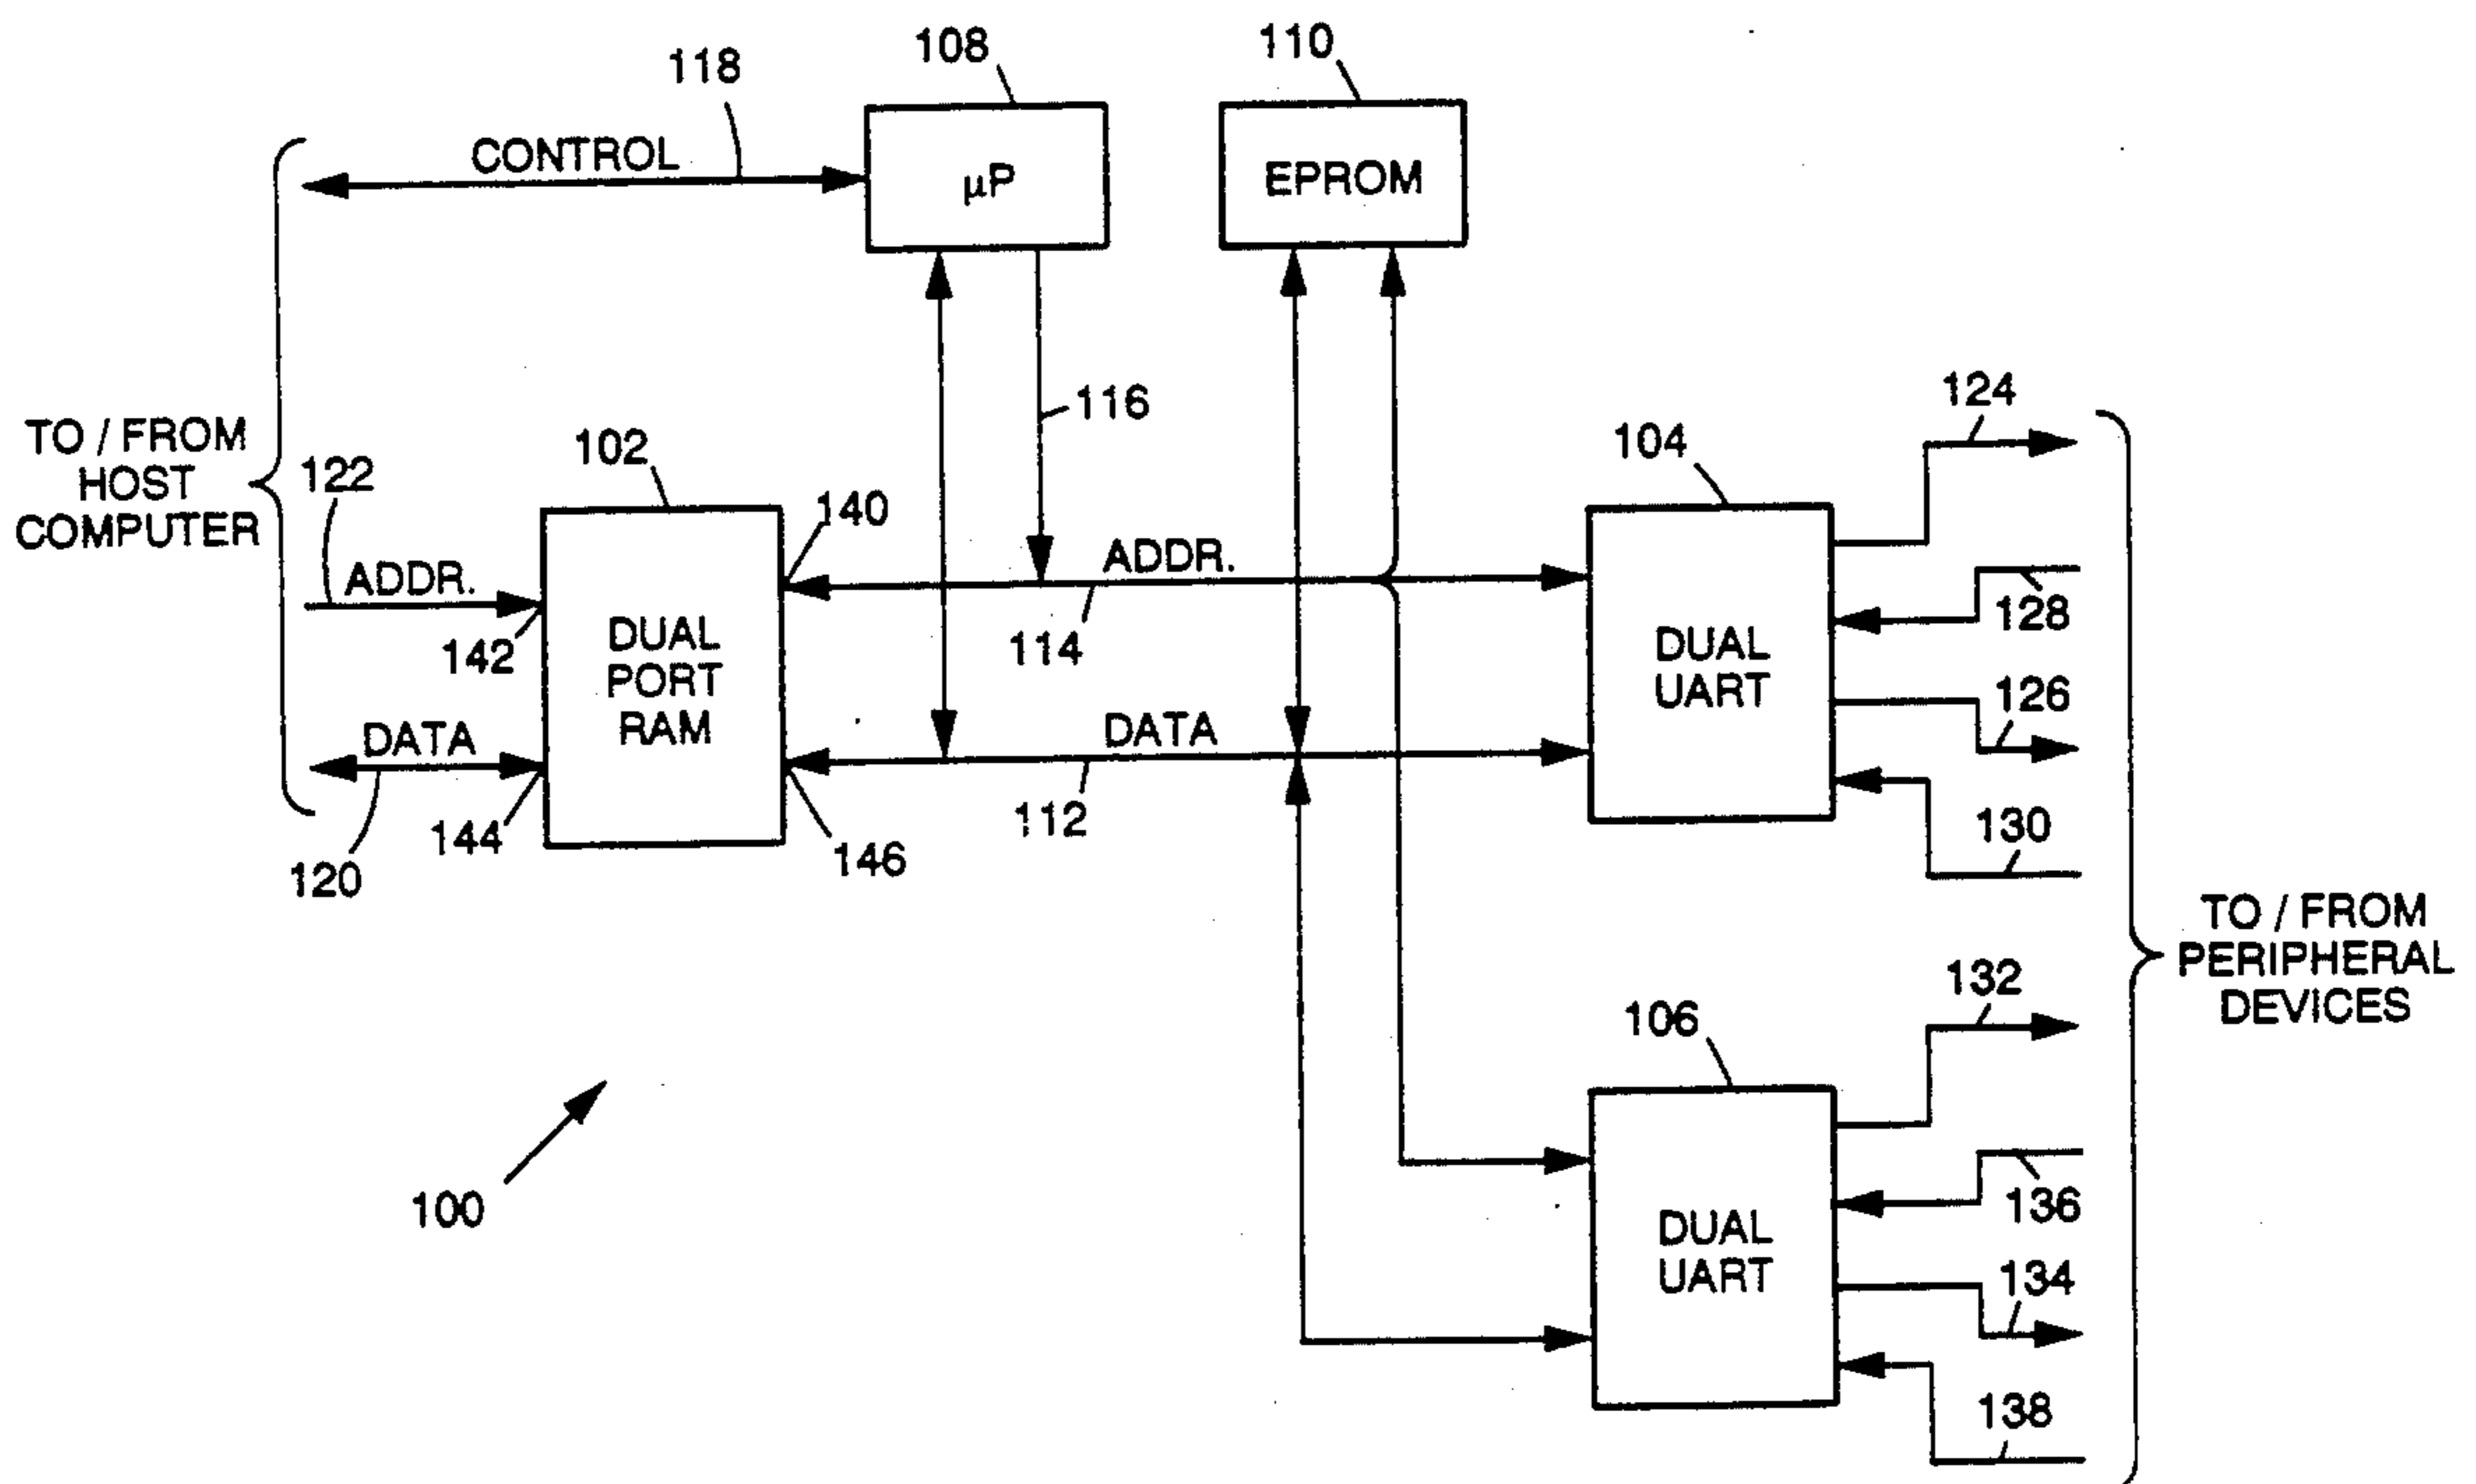 108
110
118
CONTROL
µP
EPROM
116
124
TO / FROM
HOST
COMPUTER
122
102
104
140
ADDR.
ADDR.
128
142
DUAL
PORT
RAM
114
DUAL
UART
126
DATA
DATA
144
120
146
112
130
TO / FROM
PERIPHERAL
DEVICES
132
106
100
136
DUAL
UART
134
138